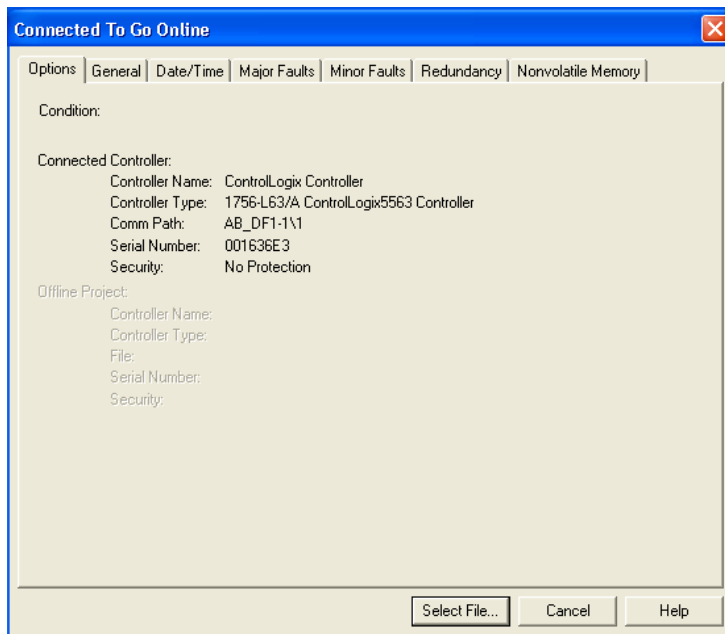 Connected To Go Online
Options General Date/Time Major Faults Minor Faults Redundancy Nonvolatile Memory
Condition:
Connected Controller:
Controller Name: ControlLogix Controller
Controller Type: 1756-L63/A ControlLogix5563 Controller
Comm Path: AB_DF1-1\1
Serial Number: 001636E3
Security: No Protection
Offline Project:
Controller Name:
Controller Type:
File:
Serial Number:
Security:
Select File... Cancel Help